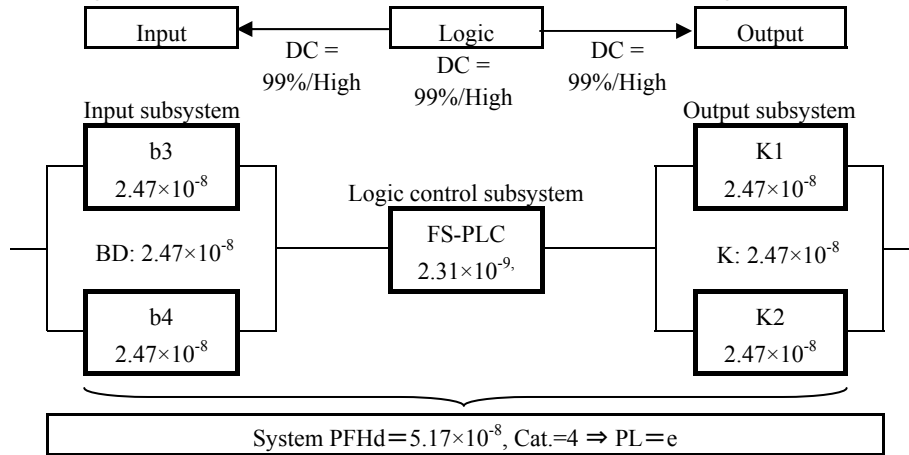 Input
Logic
Output
DC =
99%/High
DC =
99%/High
DC =
99%/High
Input subsystem
Output subsystem
b3
2.47×10-8
K1
2.47×10-8
Logic control subsystem
FS-PLC
2.31×10-9,
BD: 2.47×10-8
K: 2.47×10-8
b4
2.47×10-8
K2
2.47×10-8
System PFHd=5.17×10-8, Cat.=4 ⇒ PL=e